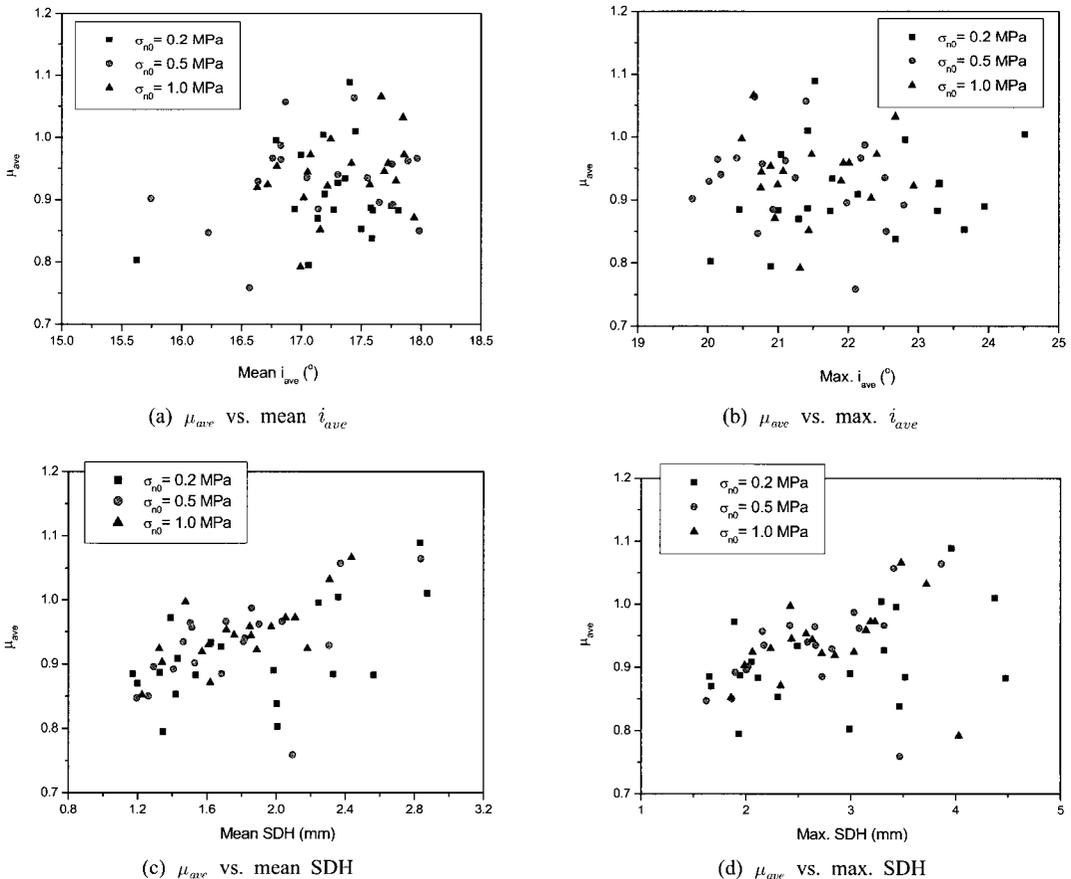 1.2
1.1
1.0
0.9
0.8
0.7
μave
σn0= 0.2 MPa
σn0= 0.5 MPa
σn0= 1.0 MPa
15.0 15.5 16.0 16.5 17.0 17.5 18.0 18.5
Mean iave (°)
(a) μave vs. mean iave
1.2
1.1
1.0
0.9
0.8
0.7
μave
σn0= 0.2 MPa
σn0= 0.5 MPa
σn0= 1.0 MPa
19 20 21 22 23 24 25
Max. iave (°)
(b) μave vs. max. iave
1.2
1.1
1.0
0.9
0.8
0.7
μave
σn0= 0.2 MPa
σn0= 0.5 MPa
σn0= 1.0 MPa
0.8 1.2 1.6 2.0 2.4 2.8 3.2
Mean SDH (mm)
(c) μave vs. mean SDH
1.2
1.1
1.0
0.9
0.8
0.7
μave
σn0= 0.2 MPa
σn0= 0.5 MPa
σn0= 1.0 MPa
1 2 3 4 5
Max. SDH (mm)
(d) μave vs. max. SDH